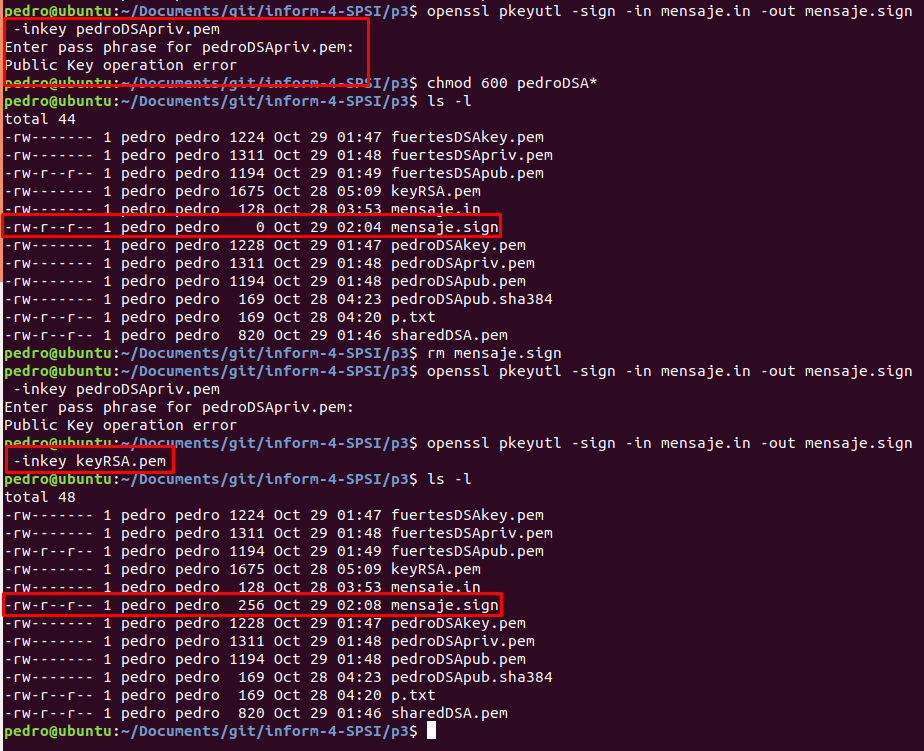 pedro@ubuntu:~/Documents/git/inform-4-SPSI/p3$ openssl pkeyutl -sign -in mensaje.in -out mensaje.sign
 -inkey pedroDSApriv.pem
Enter pass phrase for pedroDSApriv.pem:
Public Key operation error
pedro@ubuntu:~/Documents/git/inform-4-SPSI/p3$ chmod 600 pedroDSA*
pedro@ubuntu:~/Documents/git/inform-4-SPSI/p3$ ls -l
total 44
-rw------- 1 pedro pedro 1224 Oct 29 01:47 fuertesDSAkey.pem
-rw------- 1 pedro pedro 1311 Oct 29 01:48 fuertesDSApriv.pem
-rw-r--r-- 1 pedro pedro 1194 Oct 29 01:49 fuertesDSApub.pem
-rw------- 1 pedro pedro 1675 Oct 28 05:09 keyRSA.pem
-rw------- 1 pedro pedro  128 Oct 28 03:53 mensaje.in
-rw-r--r-- 1 pedro pedro    0 Oct 29 02:04 mensaje.sign
-rw------- 1 pedro pedro 1228 Oct 29 01:47 pedroDSAkey.pem
-rw------- 1 pedro pedro 1311 Oct 29 01:48 pedroDSApriv.pem
-rw------- 1 pedro pedro 1194 Oct 29 01:48 pedroDSApub.pem
-rw-r--r-- 1 pedro pedro  169 Oct 28 04:23 pedroDSApub.sha384
-rw-r--r-- 1 pedro pedro  169 Oct 28 04:20 p.txt
-rw-r--r-- 1 pedro pedro  820 Oct 29 01:46 sharedDSA.pem
pedro@ubuntu:~/Documents/git/inform-4-SPSI/p3$ rm mensaje.sign
pedro@ubuntu:~/Documents/git/inform-4-SPSI/p3$ openssl pkeyutl -sign -in mensaje.in -out mensaje.sign
 -inkey pedroDSApriv.pem
Enter pass phrase for pedroDSApriv.pem:
Public Key operation error
pedro@ubuntu:~/Documents/git/inform-4-SPSI/p3$ openssl pkeyutl -sign -in mensaje.in -out mensaje.sign
 -inkey keyRSA.pem
pedro@ubuntu:~/Documents/git/inform-4-SPSI/p3$ ls -l
total 48
-rw------- 1 pedro pedro 1224 Oct 29 01:47 fuertesDSAkey.pem
-rw------- 1 pedro pedro 1311 Oct 29 01:48 fuertesDSApriv.pem
-rw-r--r-- 1 pedro pedro 1194 Oct 29 01:49 fuertesDSApub.pem
-rw------- 1 pedro pedro 1675 Oct 28 05:09 keyRSA.pem
-rw------- 1 pedro pedro  128 Oct 28 03:53 mensaje.in
-rw-r--r-- 1 pedro pedro  256 Oct 29 02:08 mensaje.sign
-rw------- 1 pedro pedro 1228 Oct 29 01:47 pedroDSAkey.pem
-rw------- 1 pedro pedro 1311 Oct 29 01:48 pedroDSApriv.pem
-rw------- 1 pedro pedro 1194 Oct 29 01:48 pedroDSApub.pem
-rw-r--r-- 1 pedro pedro  169 Oct 28 04:23 pedroDSApub.sha384
-rw-r--r-- 1 pedro pedro  169 Oct 28 04:20 p.txt
-rw-r--r-- 1 pedro pedro  820 Oct 29 01:46 sharedDSA.pem
pedro@ubuntu:~/Documents/git/inform-4-SPSI/p3$